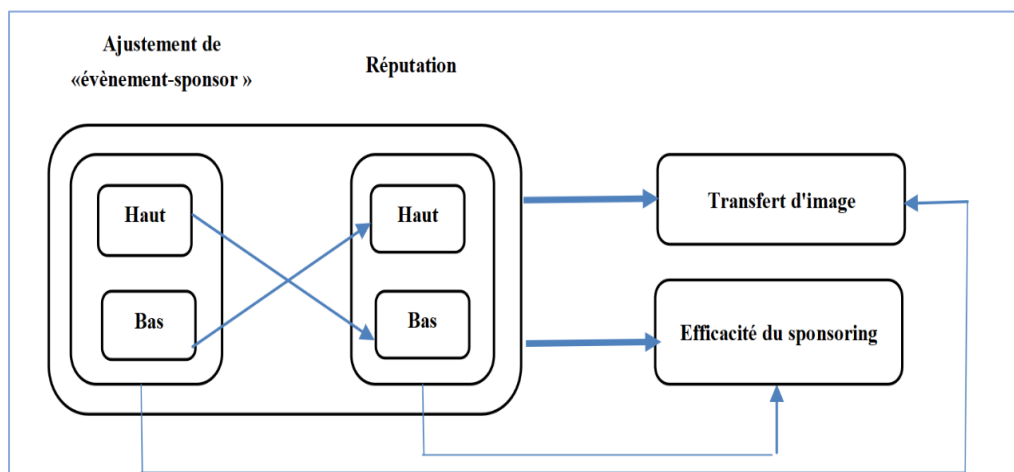 Ajustement de
«évènement-sponsor »
Réputation
Haut
Haut
Transfert d'image
Bas
Bas
Efficacité du sponsoring